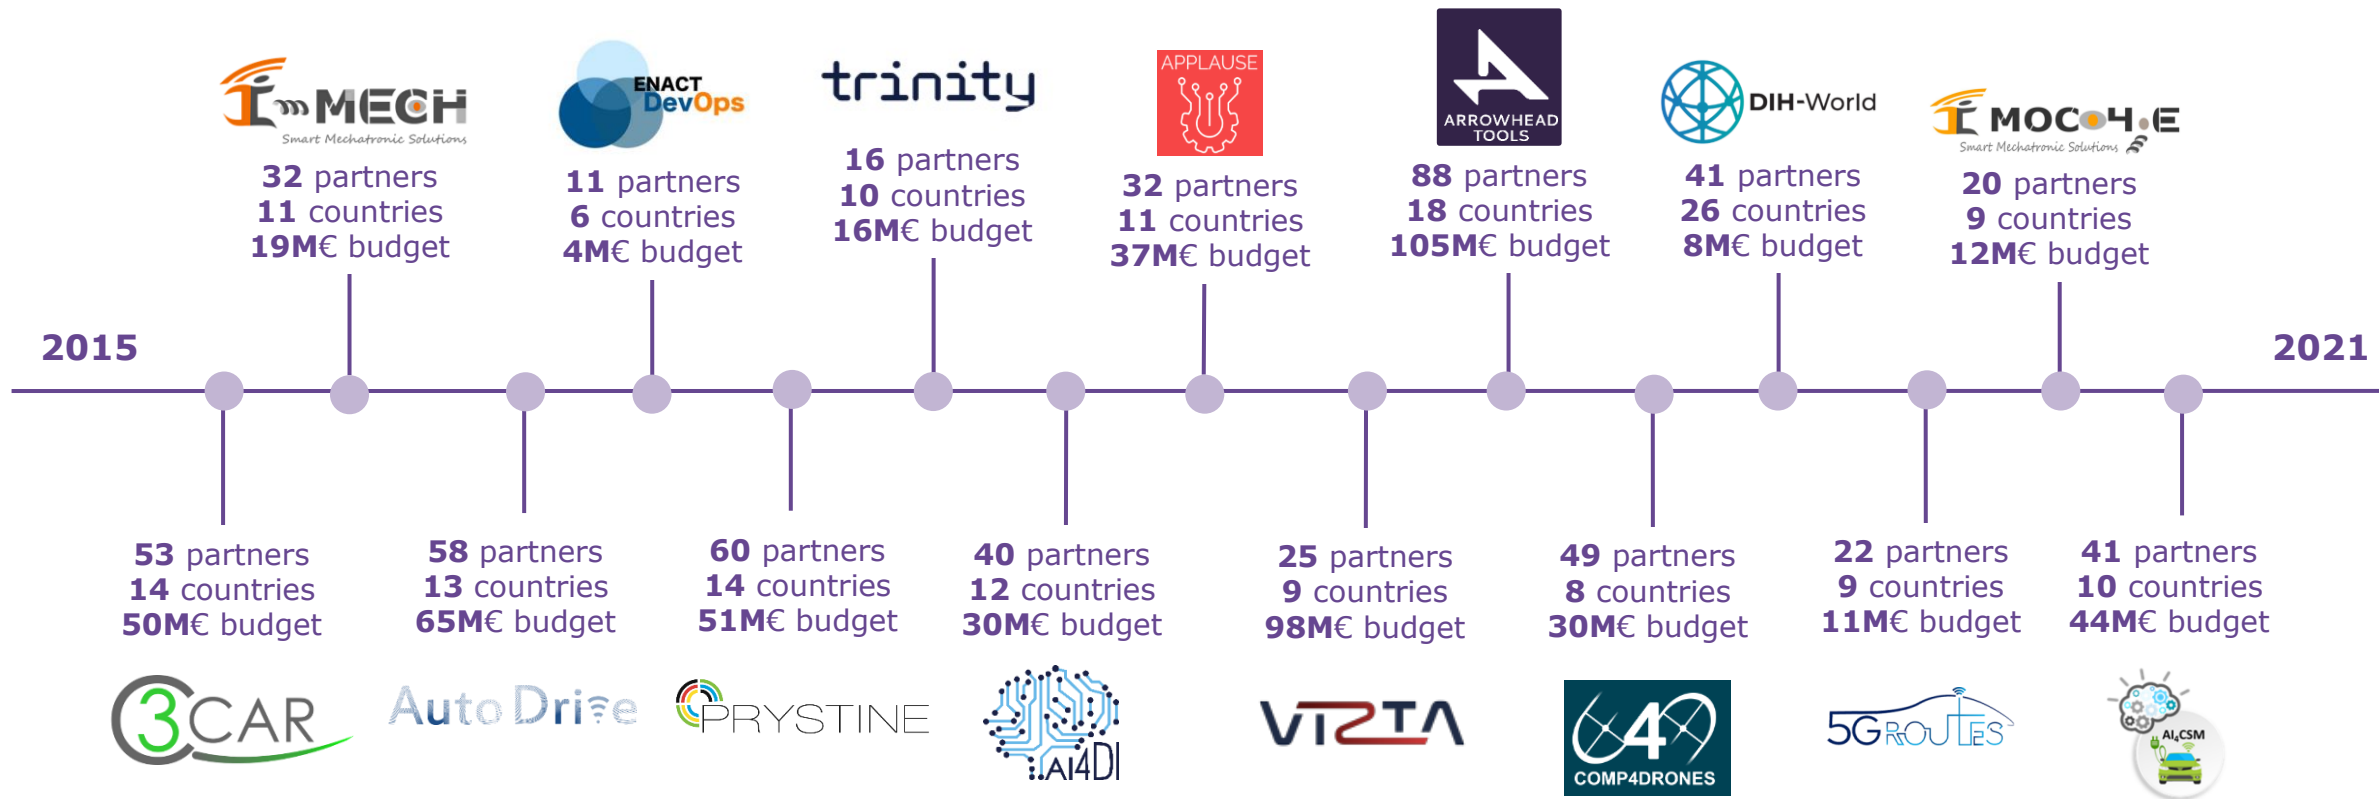 I-MECH
Smart Mechatronic Solutions
32 partners
11 countries
19M€ budget
ENACT
DevOps
11 partners
6 countries
4M€ budget
trinity
16 partners
10 countries
16M€ budget
APPLAUSE
32 partners
11 countries
37M€ budget
ARROWHEAD
TOOLS
88 partners
18 countries
105M€ budget
DIH-World
41 partners
26 countries
8M€ budget
IMOCO4.E
Smart Mechatronic Solutions
20 partners
9 countries
12M€ budget
2015
2021
53 partners
14 countries
50M€ budget
3CCAR
58 partners
13 countries
65M€ budget
AutoDrive
60 partners
14 countries
51M€ budget
PRYSTINE
40 partners
12 countries
30M€ budget
AI4DI
25 partners
9 countries
98M€ budget
VIZTA
49 partners
8 countries
30M€ budget
C4D
COMP4DRONES
22 partners
9 countries
11M€ budget
5G ROUTES
41 partners
10 countries
44M€ budget
AI4CSM